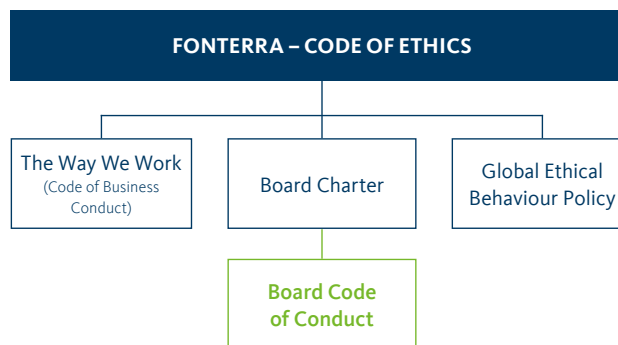 FONTERRA – CODE OF ETHICS
The Way We Work
(Code of Business
Conduct)
Board Charter
Global Ethical
Behaviour Policy
Board Code
of Conduct